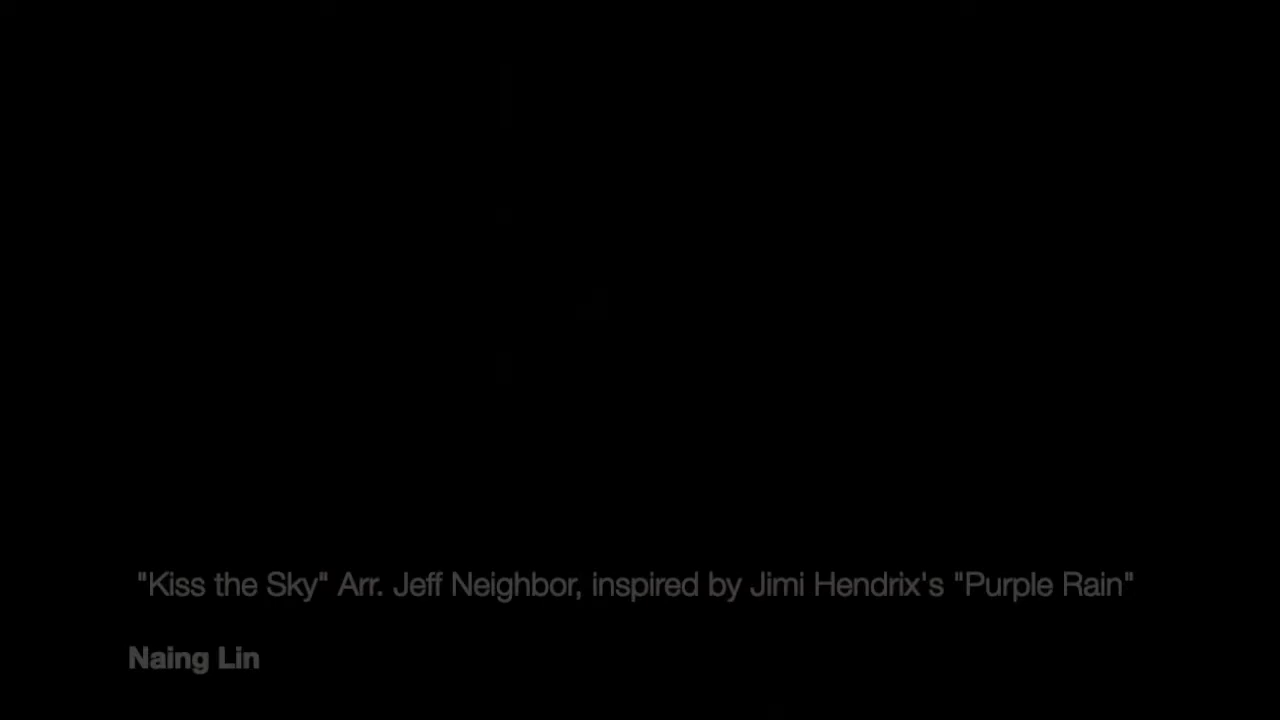 "Kiss the Sky" Arr. Jeff Neighbor, inspired by Jimi Hendrix's "Purple Rain"
Naing Lin